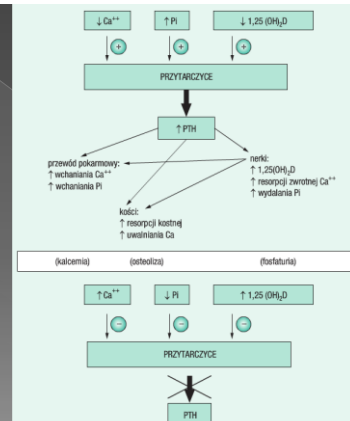 ↓ Ca⁺⁺ ↑ Pi ↓ 1,25 (OH)₂D
+ + +
PRZYTARCZYCE
↑ PTH
przewód pokarmowy:
↑ wchaniania Ca⁺⁺
↑ wchaniania Pi
nerki:
↑ 1,25(OH)₂D
↑ resorpcji zwrotnej Ca⁺⁺
↑ wydalania Pi
kości:
↑ resorpcji kostnej
↑ uwalniania Ca
(kalcemia) (osteoliza) (fosfaturia)
↑ Ca⁺⁺ ↓ Pi ↑ 1,25 (OH)₂D
− − −
PRZYTARCZYCE
PTH